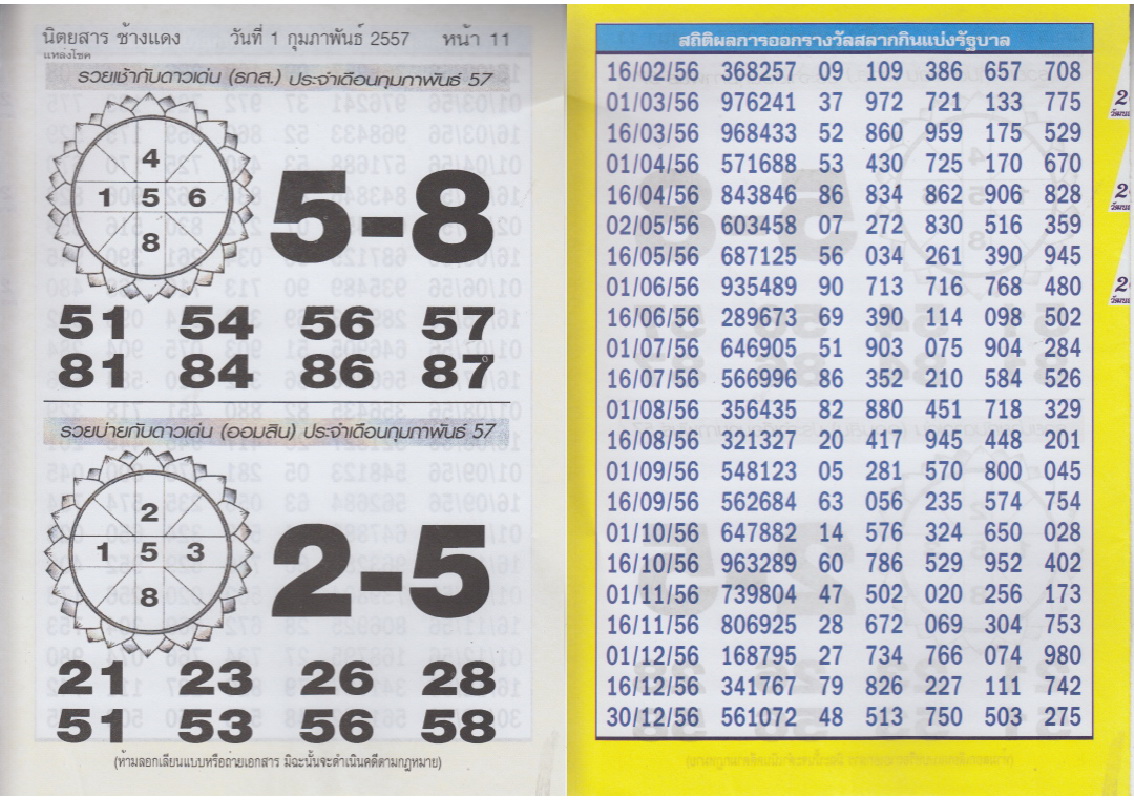 นิตยสาร ช้างแดง วันที่ 1 กุมภาพันธ์ 2557 หน้า 11
แหล่งโชค
รวยเช้ากับดาวเด่น (ธกส.) ประจำเดือนกุมภาพันธ์ 57
4
1 5 6
8
5-8
51 54 56 57
81 84 86 87
รวยบ่ายกับดาวเด่น (ออมสิน) ประจำเดือนกุมภาพันธ์ 57
2
1 5 3
8
2-5
21 23 26 28
51 53 56 58
(ห้ามลอกเลียนแบบหรือถ่ายเอกสาร มิฉะนั้นจะดำเนินคดีตามกฎหมาย)
สถิติผลการออกรางวัลสลากกินแบ่งรัฐบาล
16/02/56 368257 09 109 386 657 708
01/03/56 976241 37 972 721 133 775
16/03/56 968433 52 860 959 175 529
01/04/56 571688 53 430 725 170 670
16/04/56 843846 86 834 862 906 828
02/05/56 603458 07 272 830 516 359
16/05/56 687125 56 034 261 390 945
01/06/56 935489 90 713 716 768 480
16/06/56 289673 69 390 114 098 502
01/07/56 646905 51 903 075 904 284
16/07/56 566996 86 352 210 584 526
01/08/56 356435 82 880 451 718 329
16/08/56 321327 20 417 945 448 201
01/09/56 548123 05 281 570 800 045
16/09/56 562684 63 056 235 574 754
01/10/56 647882 14 576 324 650 028
16/10/56 963289 60 786 529 952 402
01/11/56 739804 47 502 020 256 173
16/11/56 806925 28 672 069 304 753
01/12/56 168795 27 734 766 074 980
16/12/56 341767 79 826 227 111 742
30/12/56 561072 48 513 750 503 275
2
2
2